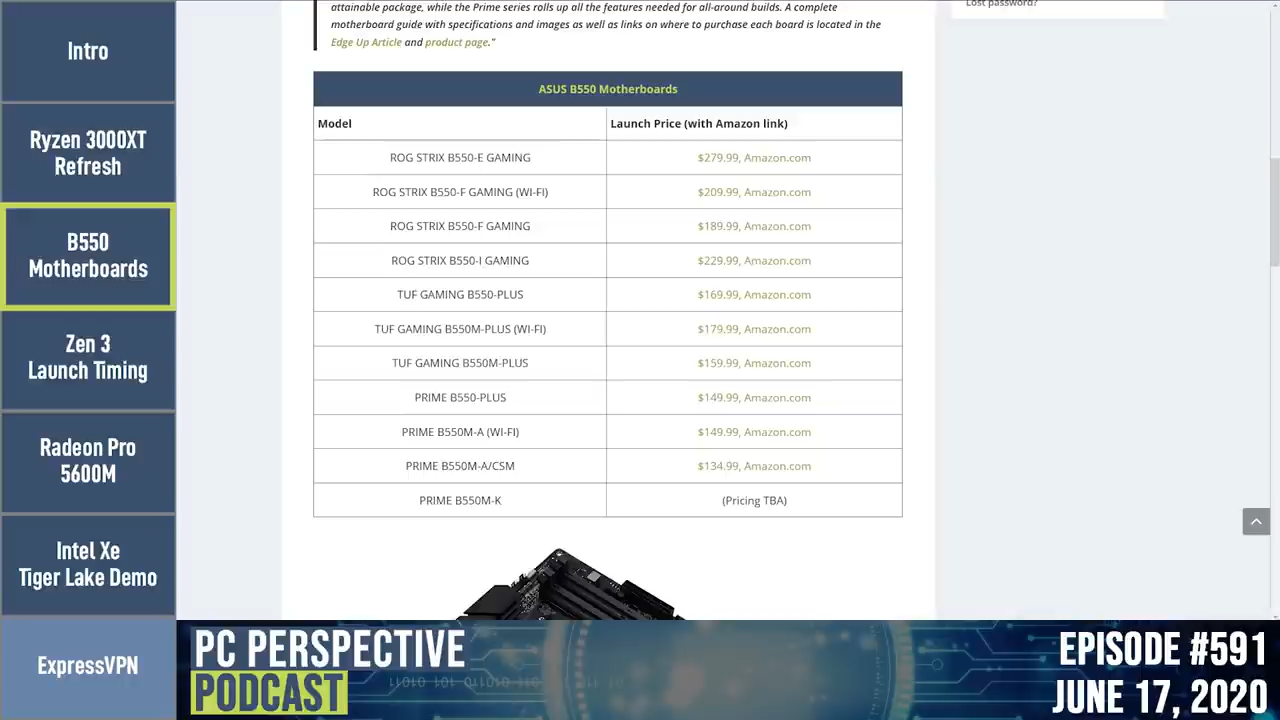 Intro
Ryzen 3000XT
Refresh
B550
Motherboards
Zen 3
Launch Timing
Radeon Pro
5600M
Intel Xe
Tiger Lake Demo
ExpressVPN
attainable package, while the Prime series rolls up all the features needed for all-around builds. A complete
motherboard guide with specifications and images as well as links on where to purchase each board is located in the
Edge Up Article and product page."
Lost password?
ASUS B550 Motherboards
Model Launch Price (with Amazon link)
ROG STRIX B550-E GAMING $279.99, Amazon.com
ROG STRIX B550-F GAMING (WI-FI) $209.99, Amazon.com
ROG STRIX B550-F GAMING $189.99, Amazon.com
ROG STRIX B550-I GAMING $229.99, Amazon.com
TUF GAMING B550-PLUS $169.99, Amazon.com
TUF GAMING B550M-PLUS (WI-FI) $179.99, Amazon.com
TUF GAMING B550M-PLUS $159.99, Amazon.com
PRIME B550-PLUS $149.99, Amazon.com
PRIME B550M-A (WI-FI) $149.99, Amazon.com
PRIME B550M-A/CSM $134.99, Amazon.com
PRIME B550M-K (Pricing TBA)
PC PERSPECTIVE
PODCAST
EPISODE #591
JUNE 17, 2020